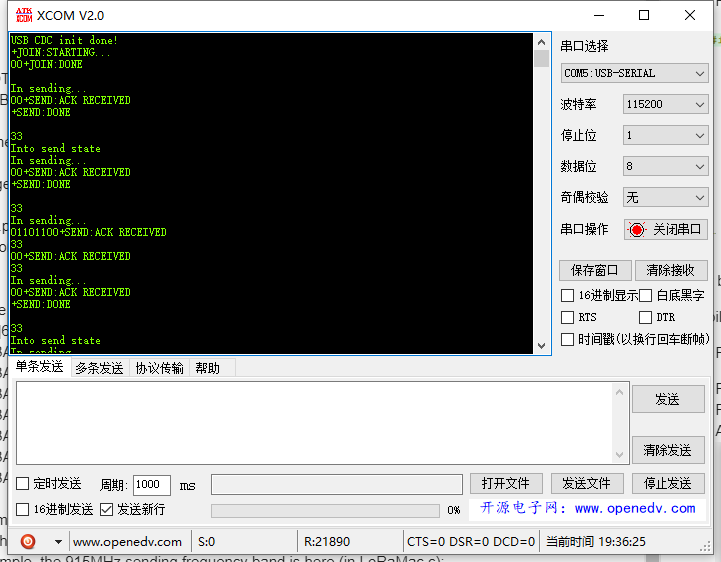 XCOM V2.0
USB CDC init done!
+JOIN:STARTING...
00+JOIN:DONE
In sending...
00+SEND:ACK RECEIVED
+SEND:DONE
33
Into send state
In sending...
00+SEND:ACK RECEIVED
+SEND:DONE
33
In sending...
01101100+SEND:ACK RECEIVED
33
00+SEND:ACK RECEIVED
33
In sending...
00+SEND:ACK RECEIVED
+SEND:DONE
33
Into send state
In sending
串口选择
COM5:USB-SERIAL
波特率 115200
停止位 1
数据位 8
奇偶校验 无
串口操作 关闭串口
保存窗口 清除接收
16进制显示 白底黑字
RTS DTR
时间戳(以换行回车断帧)
单条发送 多条发送 协议传输 帮助
发送
清除发送
定时发送 周期: 1000 ms 打开文件 发送文件 停止发送
16进制发送 发送新行 0% 开源电子网：www.openedv.com
www.openedv.com S:0 R:21890 CTS=0 DSR=0 DCD=0 当前时间 19:36:25
mple, the 915MHz sending frequency band is here (in LoRaMac.c):